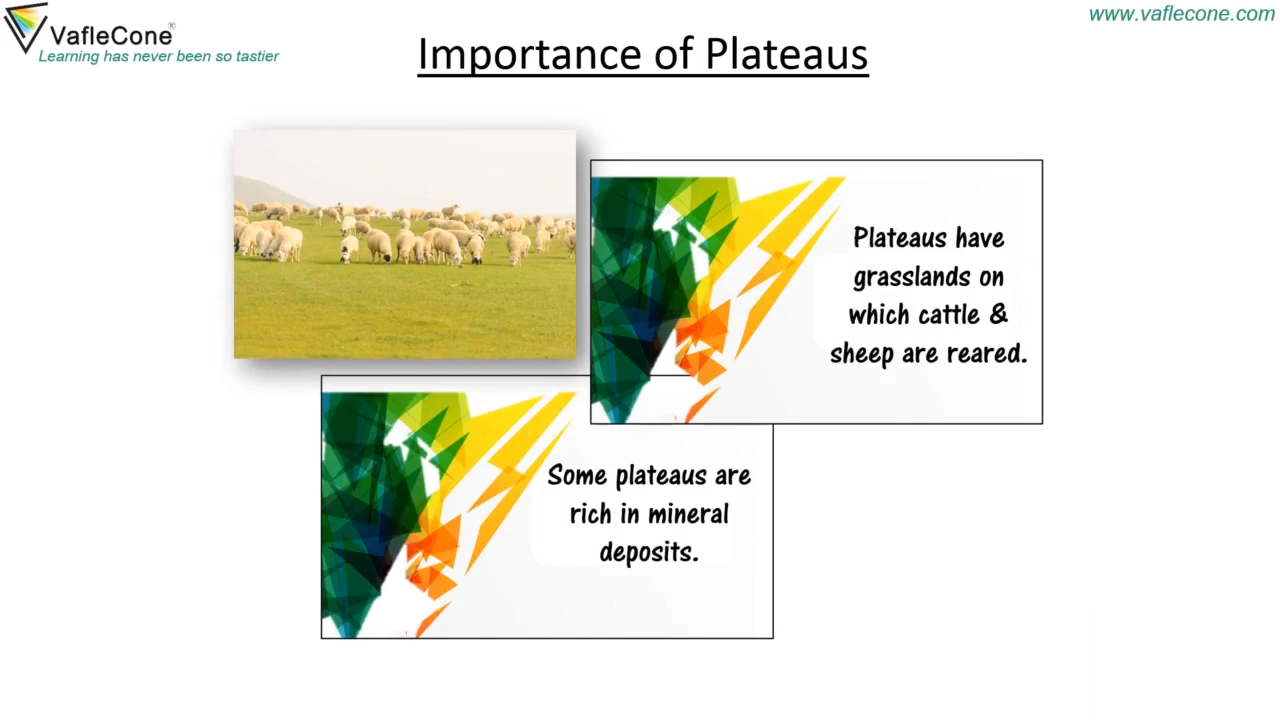 VafleCone®
Learning has never been so tastier
www.vaflecone.com
Importance of Plateaus
Plateaus have
grasslands on
which cattle &
sheep are reared.
Some plateaus are
rich in mineral
deposits.